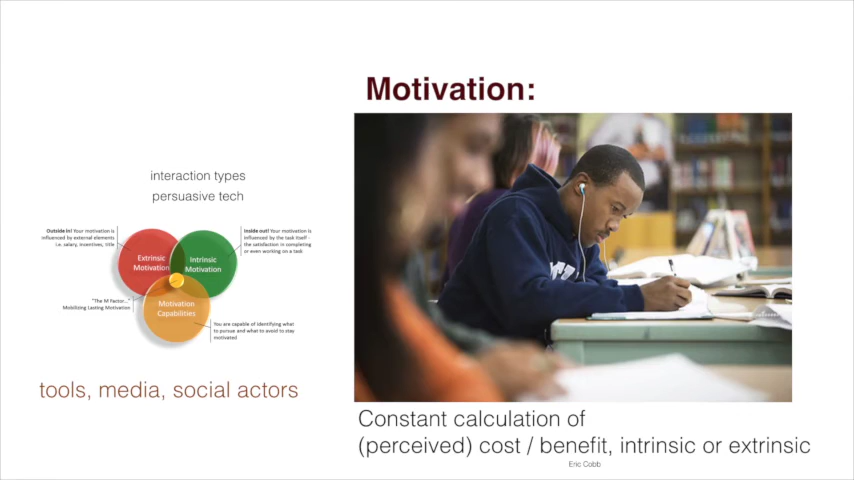 Motivation:
interaction types
persuasive tech
Outside in! Your motivation is
influenced by external elements
i.e. salary, incentives, title
Inside out! Your motivation is
influenced by the task itself –
the satisfaction in completing
or even working on a task
Extrinsic
Motivation
Intrinsic
Motivation
"The M Factor..."
Mobilizing Lasting Motivation
Motivation
Capabilities
You are capable of identifying what
to pursue and what to avoid to stay
motivated
tools, media, social actors
Constant calculation of
(perceived) cost / benefit, intrinsic or extrinsic
Eric Cobb